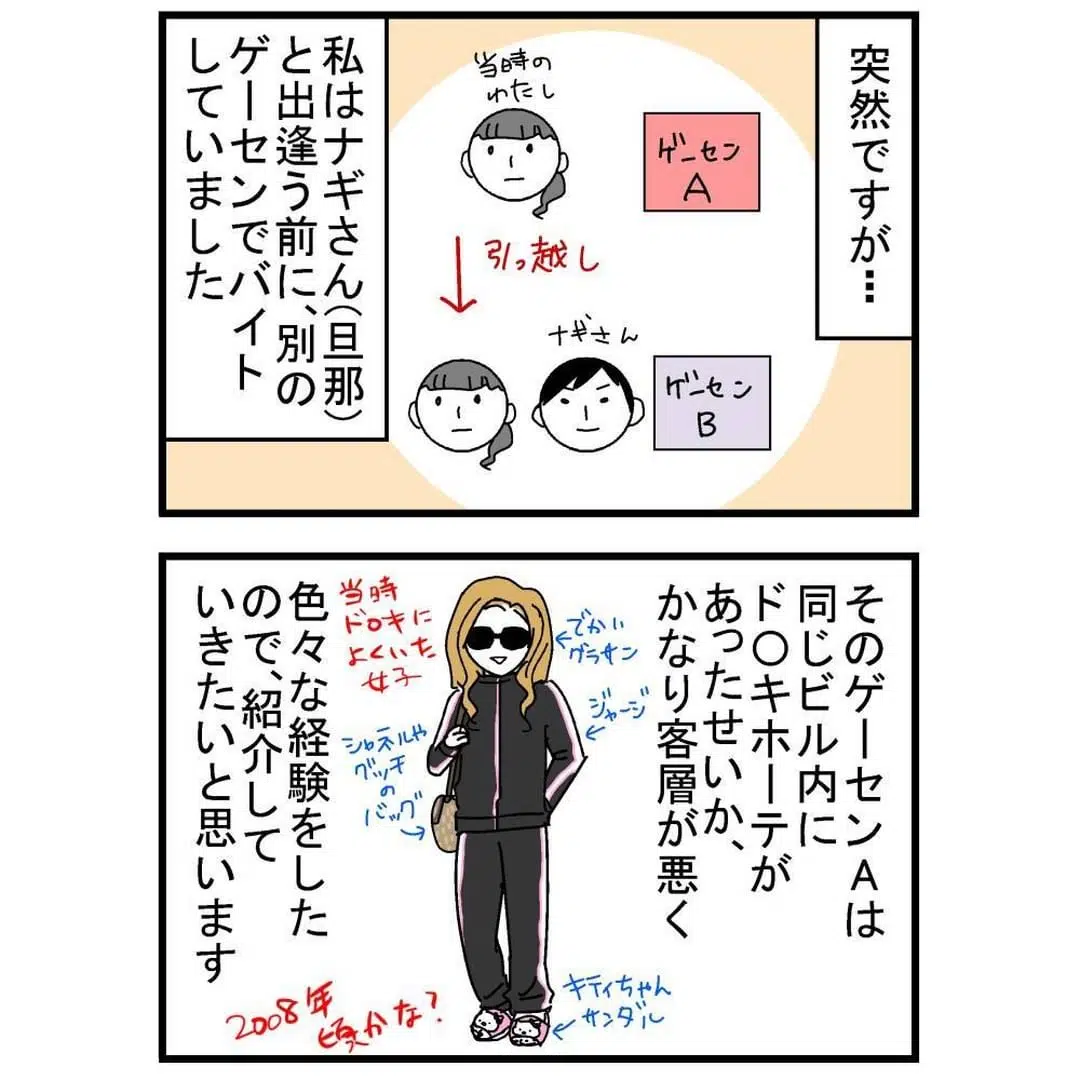 突然ですが…
当時の
わたし
ゲーセン
A
引っ越し
ナギさん
ゲーセン
B
私はナギさん(旦那)
と出逢う前に、別の
ゲーセンでバイト
していました
そのゲーセンAは
同じビル内に
ド〇キホーテが
あったせいか、
かなり客層が悪く
でかい
グラサン
ジャージ
キティちゃん
サンダル
当時
ド〇キに
よくいた
女子
シャネルや
グッチ
の
バッグ
色々な経験をした
ので、紹介して
いきたいと思います
2008年
頃かな?